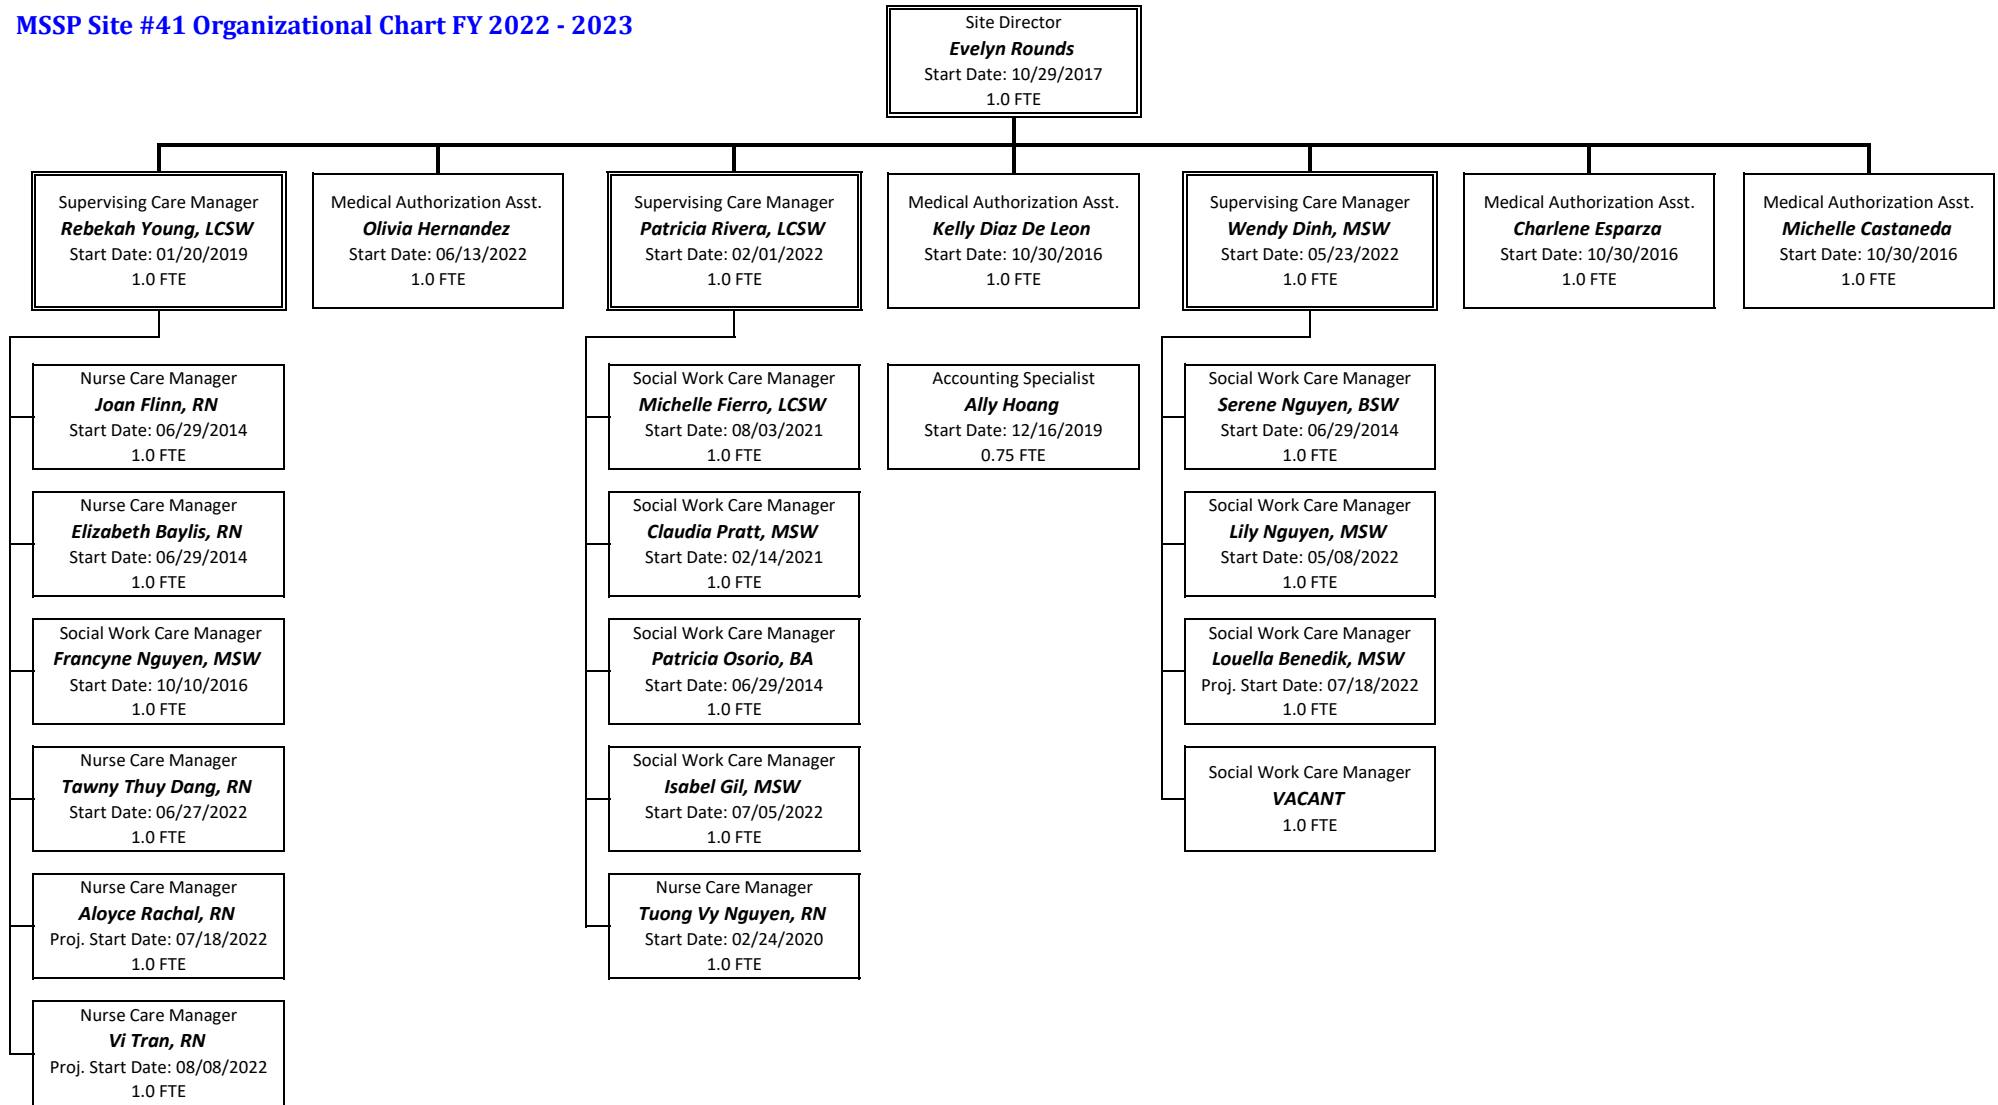 MSSP Site #41 Organizational Chart FY 2022 - 2023
Site Director
Evelyn Rounds
Start Date: 10/29/2017
1.0 FTE
Supervising Care Manager
Rebekah Young, LCSW
Start Date: 01/20/2019
1.0 FTE
Medical Authorization Asst.
Olivia Hernandez
Start Date: 06/13/2022
1.0 FTE
Supervising Care Manager
Patricia Rivera, LCSW
Start Date: 02/01/2022
1.0 FTE
Medical Authorization Asst.
Kelly Diaz De Leon
Start Date: 10/30/2016
1.0 FTE
Supervising Care Manager
Wendy Dinh, MSW
Start Date: 05/23/2022
1.0 FTE
Medical Authorization Asst.
Charlene Esparza
Start Date: 10/30/2016
1.0 FTE
Medical Authorization Asst.
Michelle Castaneda
Start Date: 10/30/2016
1.0 FTE
Nurse Care Manager
Joan Flinn, RN
Start Date: 06/29/2014
1.0 FTE
Social Work Care Manager
Michelle Fierro, LCSW
Start Date: 08/03/2021
1.0 FTE
Accounting Specialist
Ally Hoang
Start Date: 12/16/2019
0.75 FTE
Social Work Care Manager
Serene Nguyen, BSW
Start Date: 06/29/2014
1.0 FTE
Nurse Care Manager
Elizabeth Baylis, RN
Start Date: 06/29/2014
1.0 FTE
Social Work Care Manager
Claudia Pratt, MSW
Start Date: 02/14/2021
1.0 FTE
Social Work Care Manager
Lily Nguyen, MSW
Start Date: 05/08/2022
1.0 FTE
Social Work Care Manager
Francyne Nguyen, MSW
Start Date: 10/10/2016
1.0 FTE
Social Work Care Manager
Patricia Osorio, BA
Start Date: 06/29/2014
1.0 FTE
Social Work Care Manager
Louella Benedik, MSW
Proj. Start Date: 07/18/2022
1.0 FTE
Nurse Care Manager
Tawny Thuy Dang, RN
Start Date: 06/27/2022
1.0 FTE
Social Work Care Manager
Isabel Gil, MSW
Start Date: 07/05/2022
1.0 FTE
Social Work Care Manager
VACANT
1.0 FTE
Nurse Care Manager
Aloyce Rachal, RN
Proj. Start Date: 07/18/2022
1.0 FTE
Nurse Care Manager
Tuong Vy Nguyen, RN
Start Date: 02/24/2020
1.0 FTE
Nurse Care Manager
Vi Tran, RN
Proj. Start Date: 08/08/2022
1.0 FTE